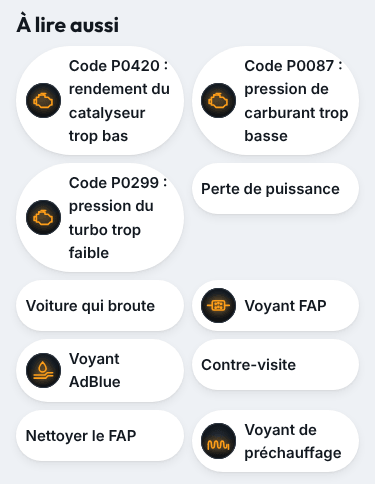 À lire aussi
Code P0420 :
rendement du
catalyseur
trop bas
Code P0087 :
pression de
carburant trop
basse
Code P0299 :
pression du
turbo trop
faible
Perte de puissance
Voiture qui broute
Voyant FAP
Voyant
AdBlue
Contre-visite
Nettoyer le FAP
Voyant de
préchauffage